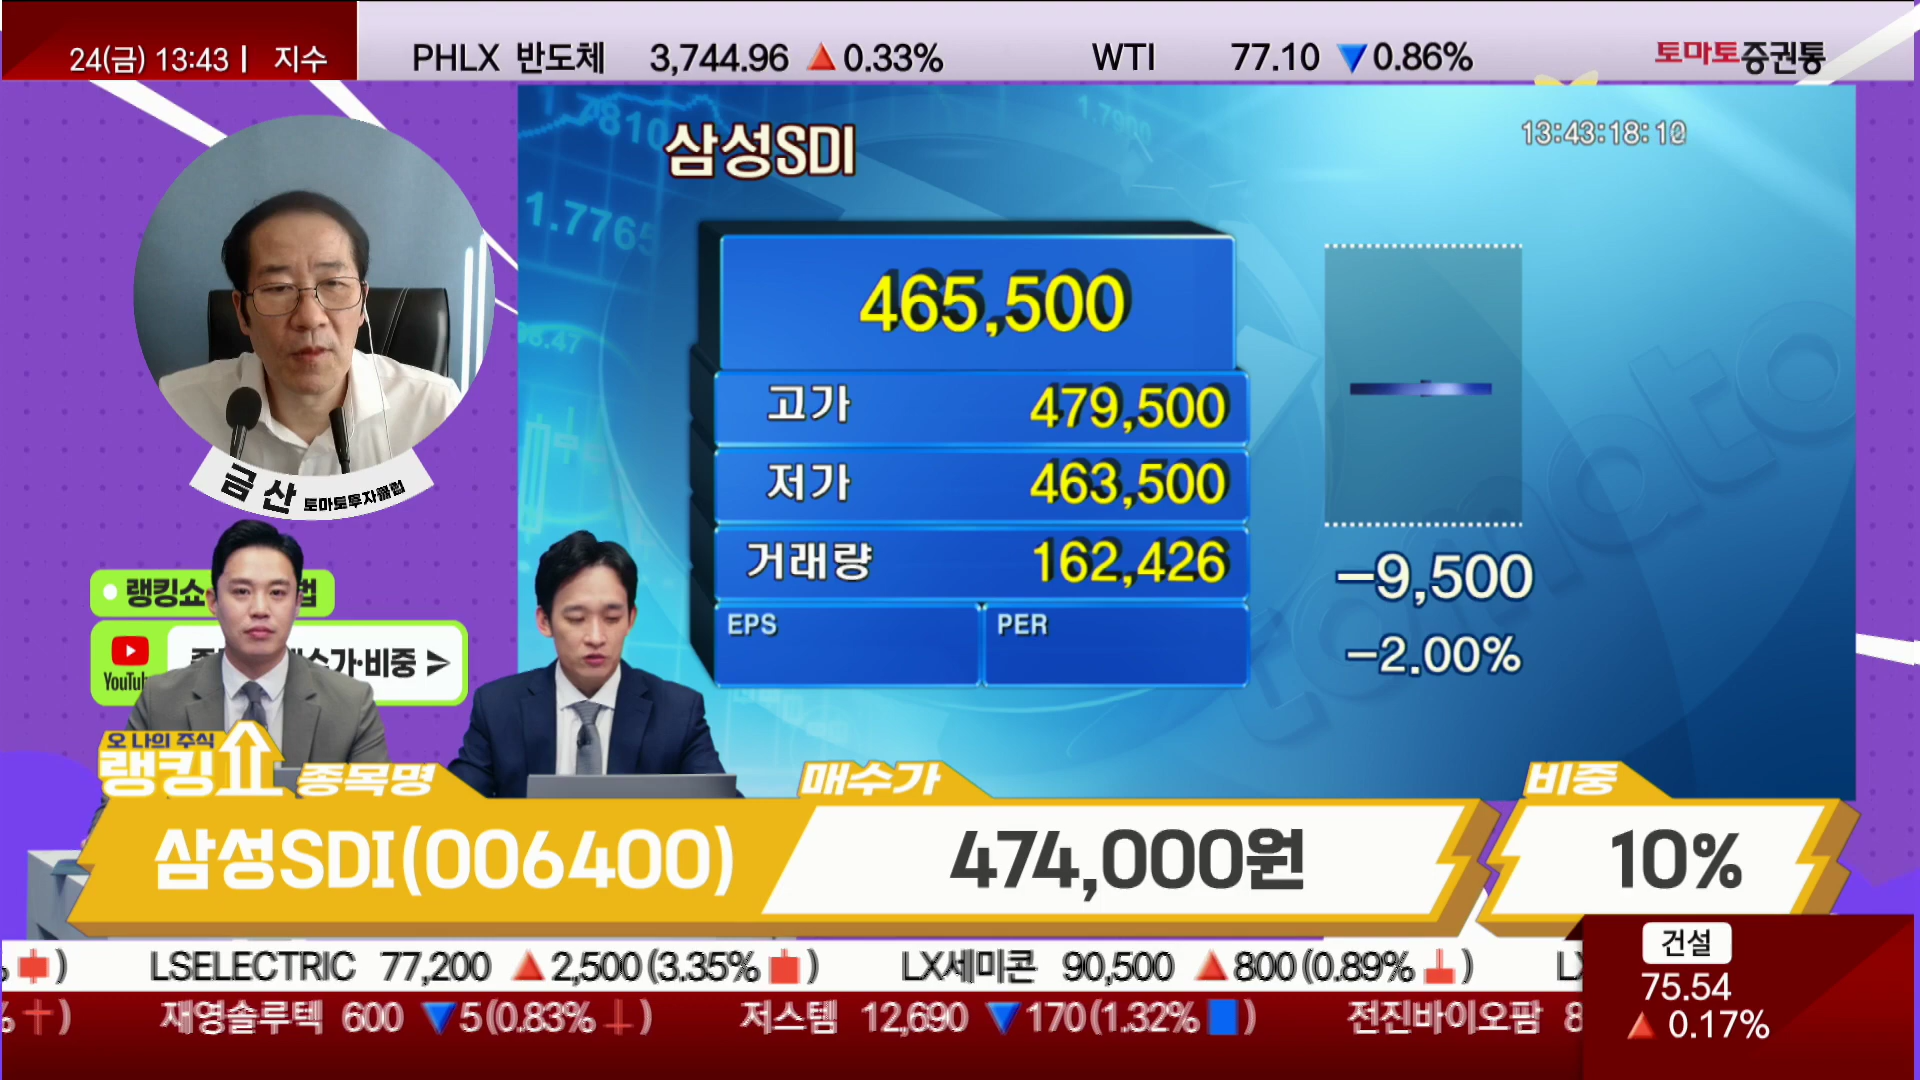 24(금) 13:43 | 지수
PHLX 반도체 3,744.96 ▲ 0.33%
WTI 77.10 ▼ 0.86%
토마토증권통
삼성SDI
13:43:18:10
465,500
고가 479,500
저가 463,500
거래량 162,426
EPS PER
-9,500
-2.00%
금산 토마토투자클럽
랭킹쇼
YouTub
가·비중
오 나의 주식
랭킹쇼
종목명 매수가 비중
삼성SDI(006400) 474,000원 10%
LSELECTRIC 77,200 ▲2,500(3.35% ) LX세미콘 90,500 ▲800(0.89% ) LX
재영솔루텍 600 ▼5(0.83% ) 저스템 12,690 ▼170(1.32% ) 전진바이오팜 8
건설
75.54
▲ 0.17%